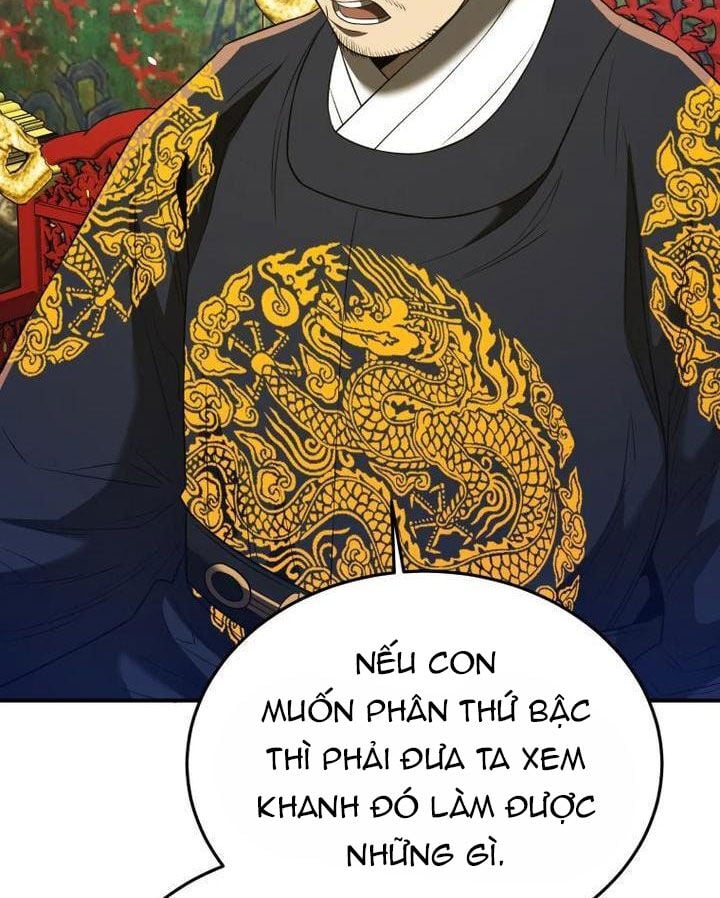 NẾU CON
MUỐN PHÂN THỨ BẬC
THÌ PHẢI ĐƯA TA XEM
KHANH ĐÓ LÀM ĐƯỢC
NHỮNG GÌ.